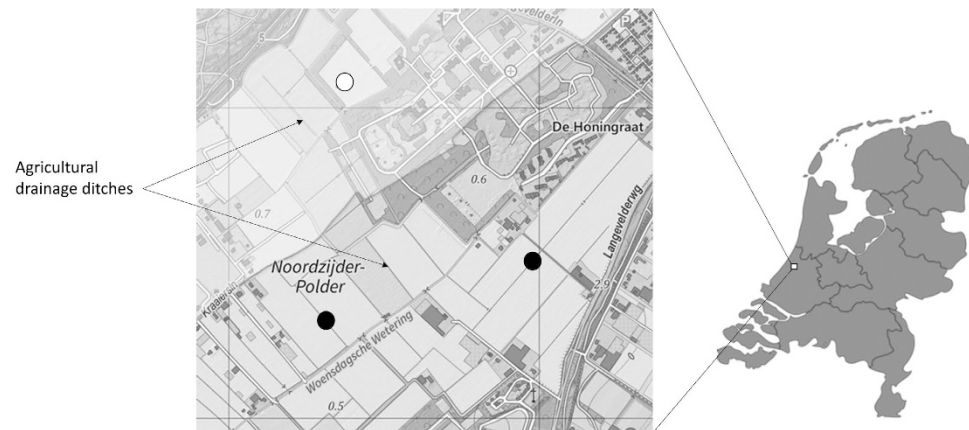 P
5
De Honingraat
Agricultural
drainage ditches
0.6
0.7
Langevelderwg
Noordzijder-
Polder
2.9
Woensdagsche Wetering
0
0.5